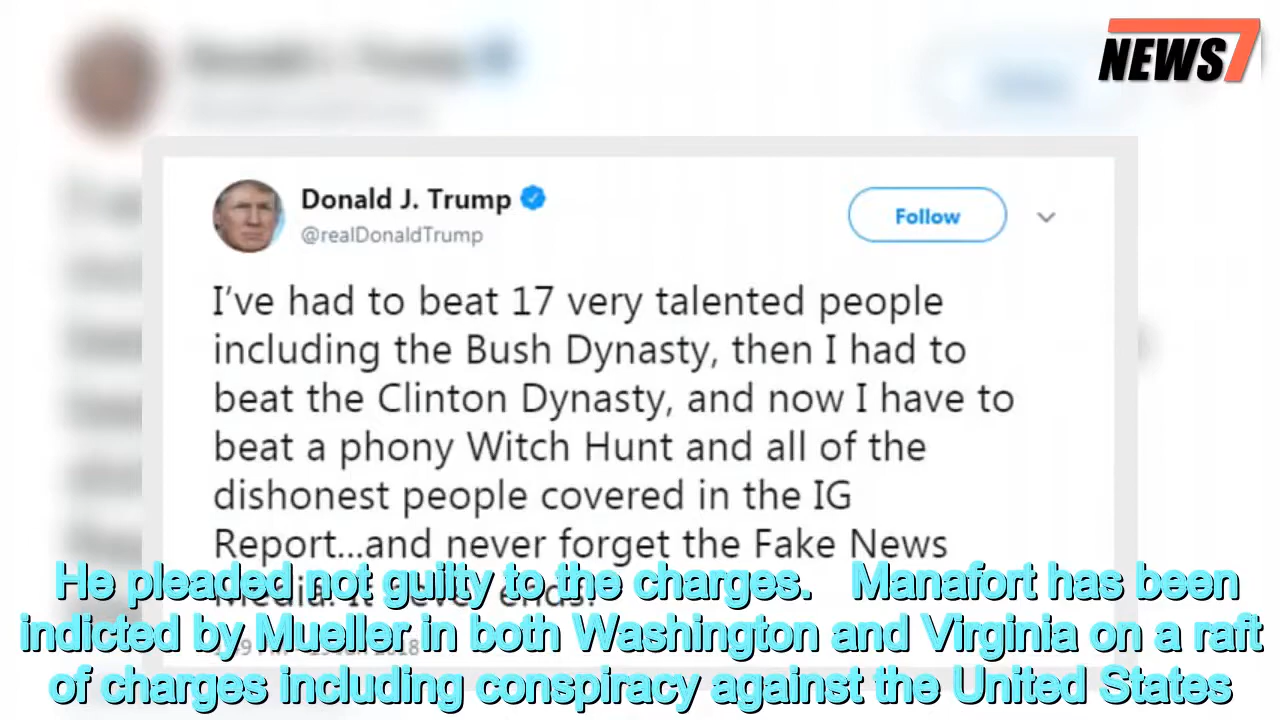 NEWS7
Donald J. Trump
@realDonaldTrump
Follow
I've had to beat 17 very talented people
including the Bush Dynasty, then I had to
beat the Clinton Dynasty, and now I have to
beat a phony Witch Hunt and all of the
dishonest people covered in the IG
Report...and never forget the Fake News
Media. It never ends!
He pleaded not guilty to the charges. Manafort has been
indicted by Mueller in both Washington and Virginia on a raft
of charges including conspiracy against the United States